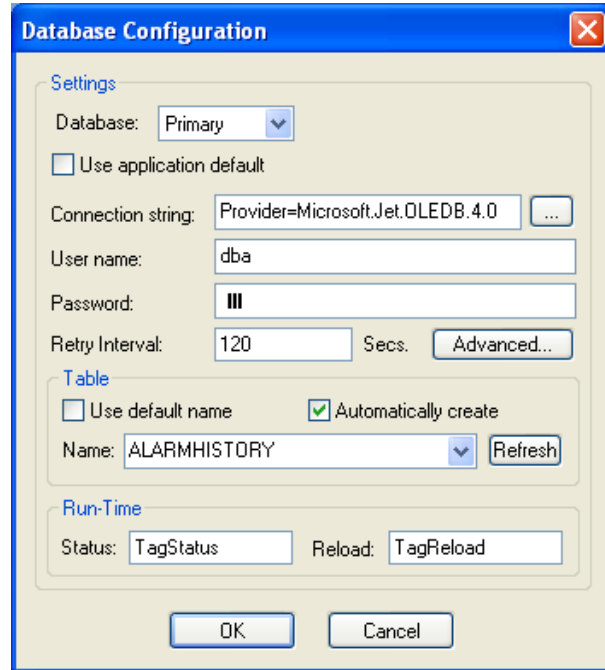 Database Configuration
Settings
Database: Primary
Use application default
Connection string: Provider=Microsoft.Jet.OLEDB.4.0 ...
User name: dba
Password:
Retry Interval: 120 Secs. Advanced...
Table
Use default name Automatically create
Name: ALARMHISTORY Refresh
Run-Time
Status: TagStatus Reload: TagReload
OK Cancel